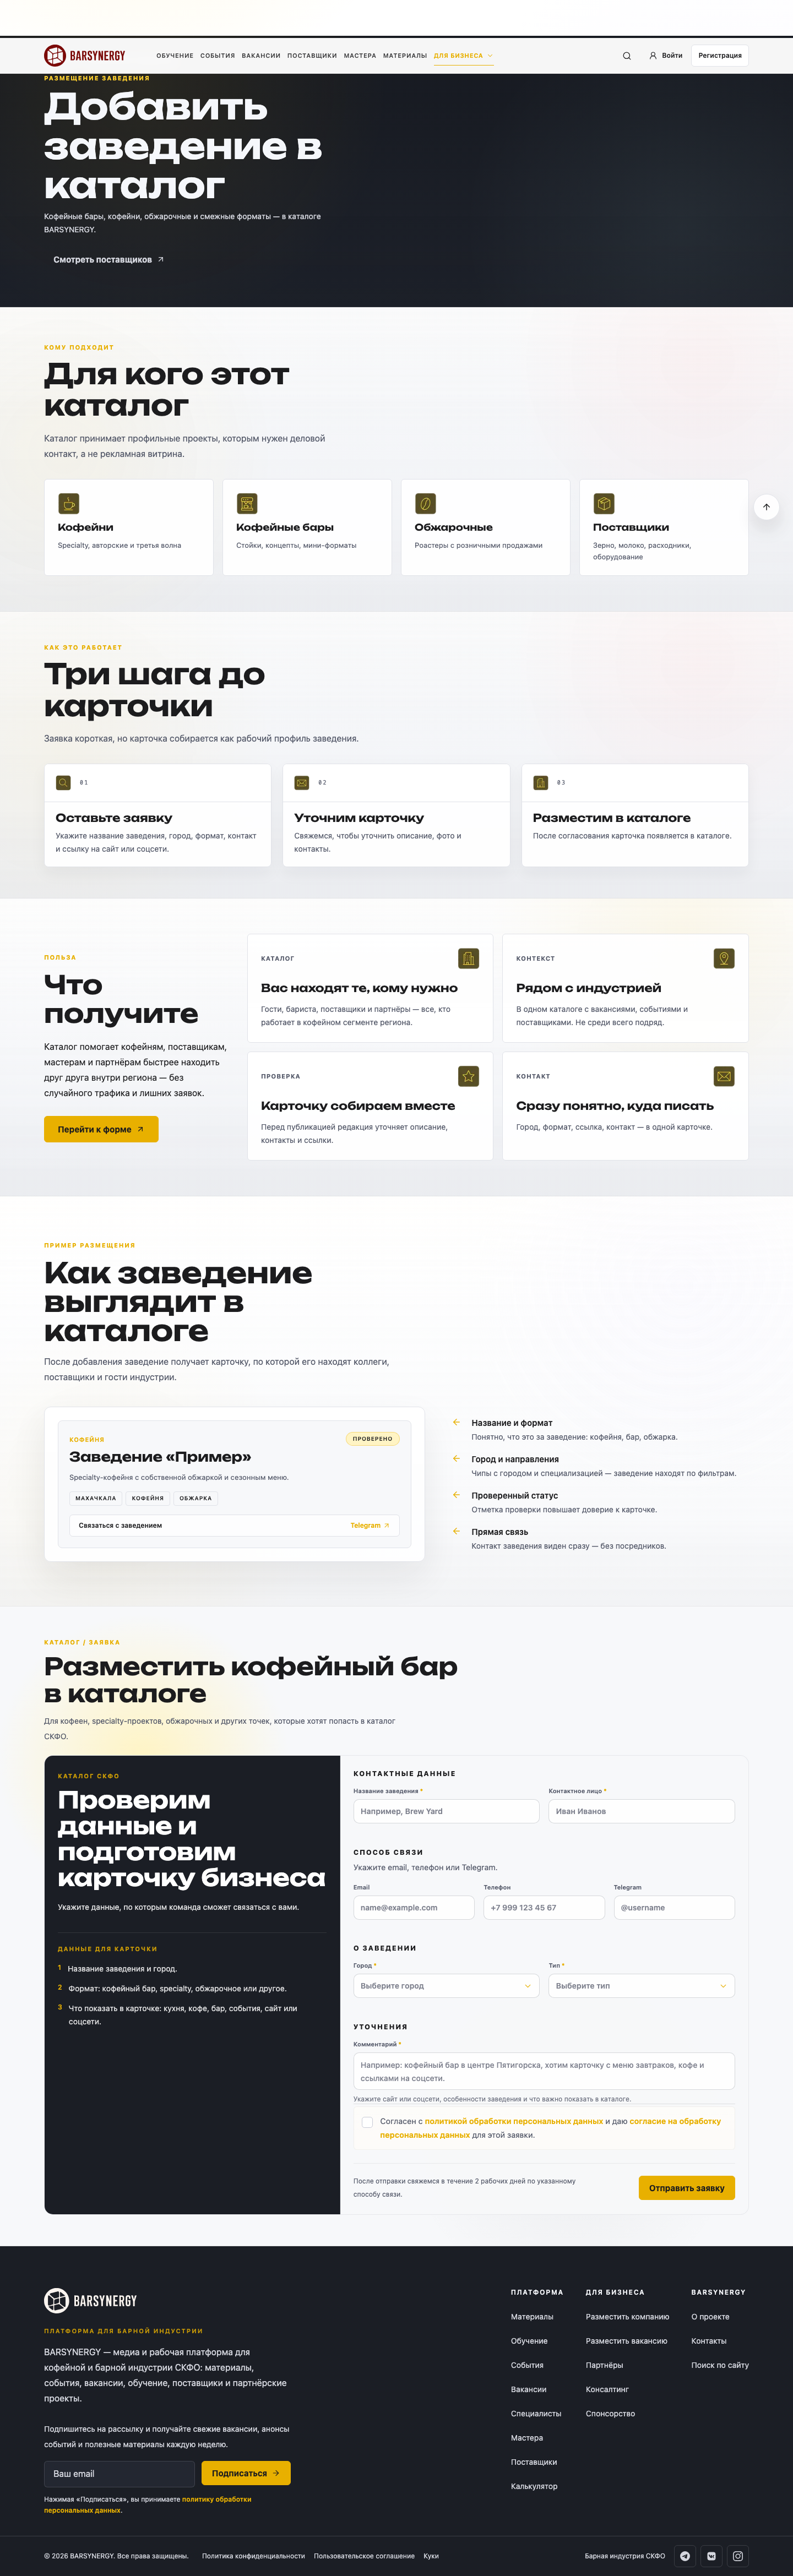 BARSYNERGY
ОБУЧЕНИЕ СОБЫТИЯ ВАКАНСИИ ПОСТАВЩИКИ МАСТЕРА МАТЕРИАЛЫ ДЛЯ БИЗНЕСА
Войти Регистрация
РАЗМЕЩЕНИЕ ЗАВЕДЕНИЯ
Добавить
заведение в
каталог
Кофейные бары, кофейни, обжарочные и смежные форматы — в каталоге
BARSYNERGY.
Смотреть поставщиков
КОМУ ПОДХОДИТ
Для кого этот
каталог
Каталог принимает профильные проекты, которым нужен деловой
контакт, а не рекламная витрина.
Кофейни
Specialty, авторские и третья волна
Кофейные бары
Стойки, концепты, мини-форматы
Обжарочные
Роастеры с розничными продажами
Поставщики
Зерно, молоко, расходники,
оборудование
КАК ЭТО РАБОТАЕТ
Три шага до
карточки
Заявка короткая, но карточка собирается как рабочий профиль заведения.
01
Оставьте заявку
Укажите название заведения, город, формат, контакт
и ссылку на сайт или соцсети.
02
Уточним карточку
Свяжемся, чтобы уточнить описание, фото и
контакты.
03
Разместим в каталоге
После согласования карточка появляется в каталоге.
ПОЛЬЗА
Что
получите
Каталог помогает кофейням, поставщикам,
мастерам и партнёрам быстрее находить
друг друга внутри региона — без
случайного трафика и лишних заявок.
Перейти к форме
КАТАЛОГ
Вас находят те, кому нужно
Гости, бариста, поставщики и партнёры — все, кто
работает в кофейном сегменте региона.
КОНТЕКСТ
Рядом с индустрией
В одном каталоге с вакансиями, событиями и
поставщиками. Не среди всего подряд.
ПРОВЕРКА
Карточку собираем вместе
Перед публикацией редакция уточняет описание,
контакты и ссылки.
КОНТАКТ
Сразу понятно, куда писать
Город, формат, ссылка, контакт — в одной карточке.
ПРИМЕР РАЗМЕЩЕНИЯ
Как заведение
выглядит в
каталоге
После добавления заведение получает карточку, по которой его находят коллеги,
поставщики и гости индустрии.
КОФЕЙНЯ
ПРОВЕРЕНО
Заведение «Пример»
Specialty-кофейня с собственной обжаркой и сезонным меню.
МАХАЧКАЛА КОФЕЙНЯ ОБЖАРКА
Связаться с заведением Telegram
Название и формат
Понятно, что это за заведение: кофейня, бар, обжарка.
Город и направления
Чипы с городом и специализацией — заведение находят по фильтрам.
Проверенный статус
Отметка проверки повышает доверие к карточке.
Прямая связь
Контакт заведения виден сразу — без посредников.
КАТАЛОГ / ЗАЯВКА
Разместить кофейный бар
в каталоге
Для кофеен, specialty-проектов, обжарочных и других точек, которые хотят попасть в каталог
СКФО.
КАТАЛОГ СКФО
Проверим
данные и
подготовим
карточку бизнеса
Укажите данные, по которым команда сможет связаться с вами.
ДАННЫЕ ДЛЯ КАРТОЧКИ
1 Название заведения и город.
2 Формат: кофейный бар, specialty, обжарочное или другое.
3 Что показать в карточке: кухня, кофе, бар, события, сайт или
соцсети.
КОНТАКТНЫЕ ДАННЫЕ
Название заведения * Контактное лицо *
Например, Brew Yard Иван Иванов
СПОСОБ СВЯЗИ
Укажите email, телефон или Telegram.
Email Телефон Telegram
name@example.com +7 999 123 45 67 @username
О ЗАВЕДЕНИИ
Город * Тип *
Выберите город Выберите тип
УТОЧНЕНИЯ
Комментарий *
Например: кофейный бар в центре Пятигорска, хотим карточку с меню завтраков, кофе и
ссылками на соцсети.
Укажите сайт или соцсети, особенности заведения и что важно показать в каталоге.
Согласен с политикой обработки персональных данных и даю согласие на обработку
персональных данных для этой заявки.
После отправки свяжемся в течение 2 рабочих дней по указанному
способу связи.
Отправить заявку
BARSYNERGY
ПЛАТФОРМА ДЛЯ БАРНОЙ ИНДУСТРИИ
BARSYNERGY — медиа и рабочая платформа для
кофейной и барной индустрии СКФО: материалы,
события, вакансии, обучение, поставщики и партнёрские
проекты.
Подпишитесь на рассылку и получайте свежие вакансии, анонсы
событий и полезные материалы каждую неделю.
Ваш email Подписаться
Нажимая «Подписаться», вы принимаете политику обработки
персональных данных.
ПЛАТФОРМА
Материалы
Обучение
События
Вакансии
Специалисты
Мастера
Поставщики
Калькулятор
ДЛЯ БИЗНЕСА
Разместить компанию
Разместить вакансию
Партнёры
Консалтинг
Спонсорство
BARSYNERGY
О проекте
Контакты
Поиск по сайту
© 2026 BARSYNERGY. Все права защищены. Политика конфиденциальности Пользовательское соглашение Куки
Барная индустрия СКФО